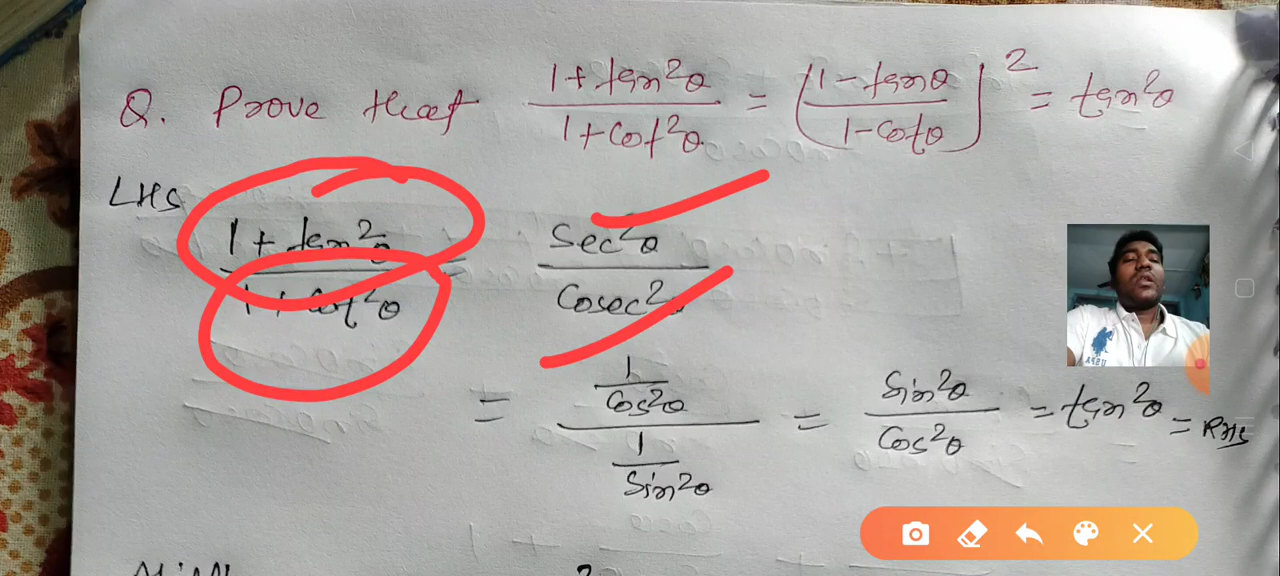 Q. Prove that (1+tan²θ)/(1+cot²θ) = ((1-tanθ)/(1-cotθ))² = tan²θ
LHS
(1+tan²θ)/(1+cot²θ) = Sec²θ/Cosec²θ
= (1/Cos²θ)/(1/Sin²θ) = Sin²θ/Cos²θ = tan²θ = RHS